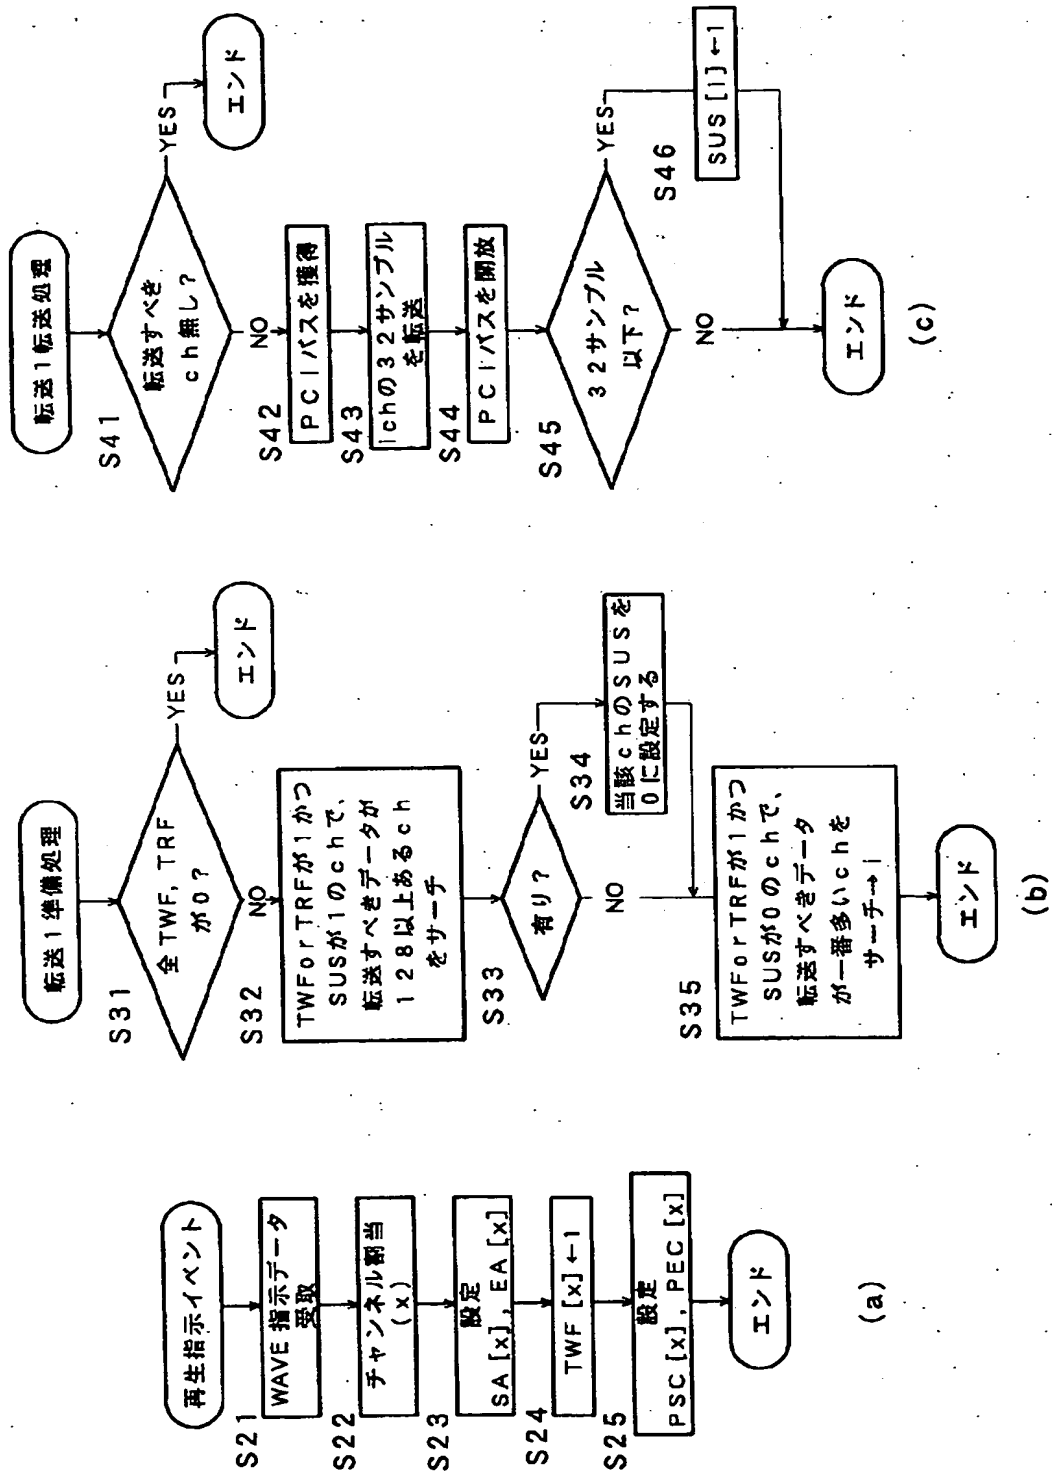 再生指示イベント
S21
WAVE指示データ
受取
S22
チャンネル割当
(x)
S23
設定
SA[x],EA[x]
S24
TWF[x]←1
S25
設定
PSC[x],PEC[x]
エンド
(a)
転送1準備処理
S31
全TWF,TRF
が0?
YES
エンド
NO
S32
TWForTRFが1かつ
SUSが1のchで、
転送すべきデータが
128以上あるch
をサーチ
S33
有り?
YES
S34
当該chのSUSを
0に設定する
NO
S35
TWForTRFが1かつ
SUSが0のchで、
転送すべきデータ
が一番多いchを
サーチ→i
エンド
(b)
転送1転送処理
S41
転送すべき
ch無し?
YES
エンド
NO
S42
PCIバスを獲得
S43
ichの32サンプル
を転送
S44
PCIバスを開放
S45
32サンプル
以下?
YES
S46
SUS[i]←1
NO
エンド
(c)